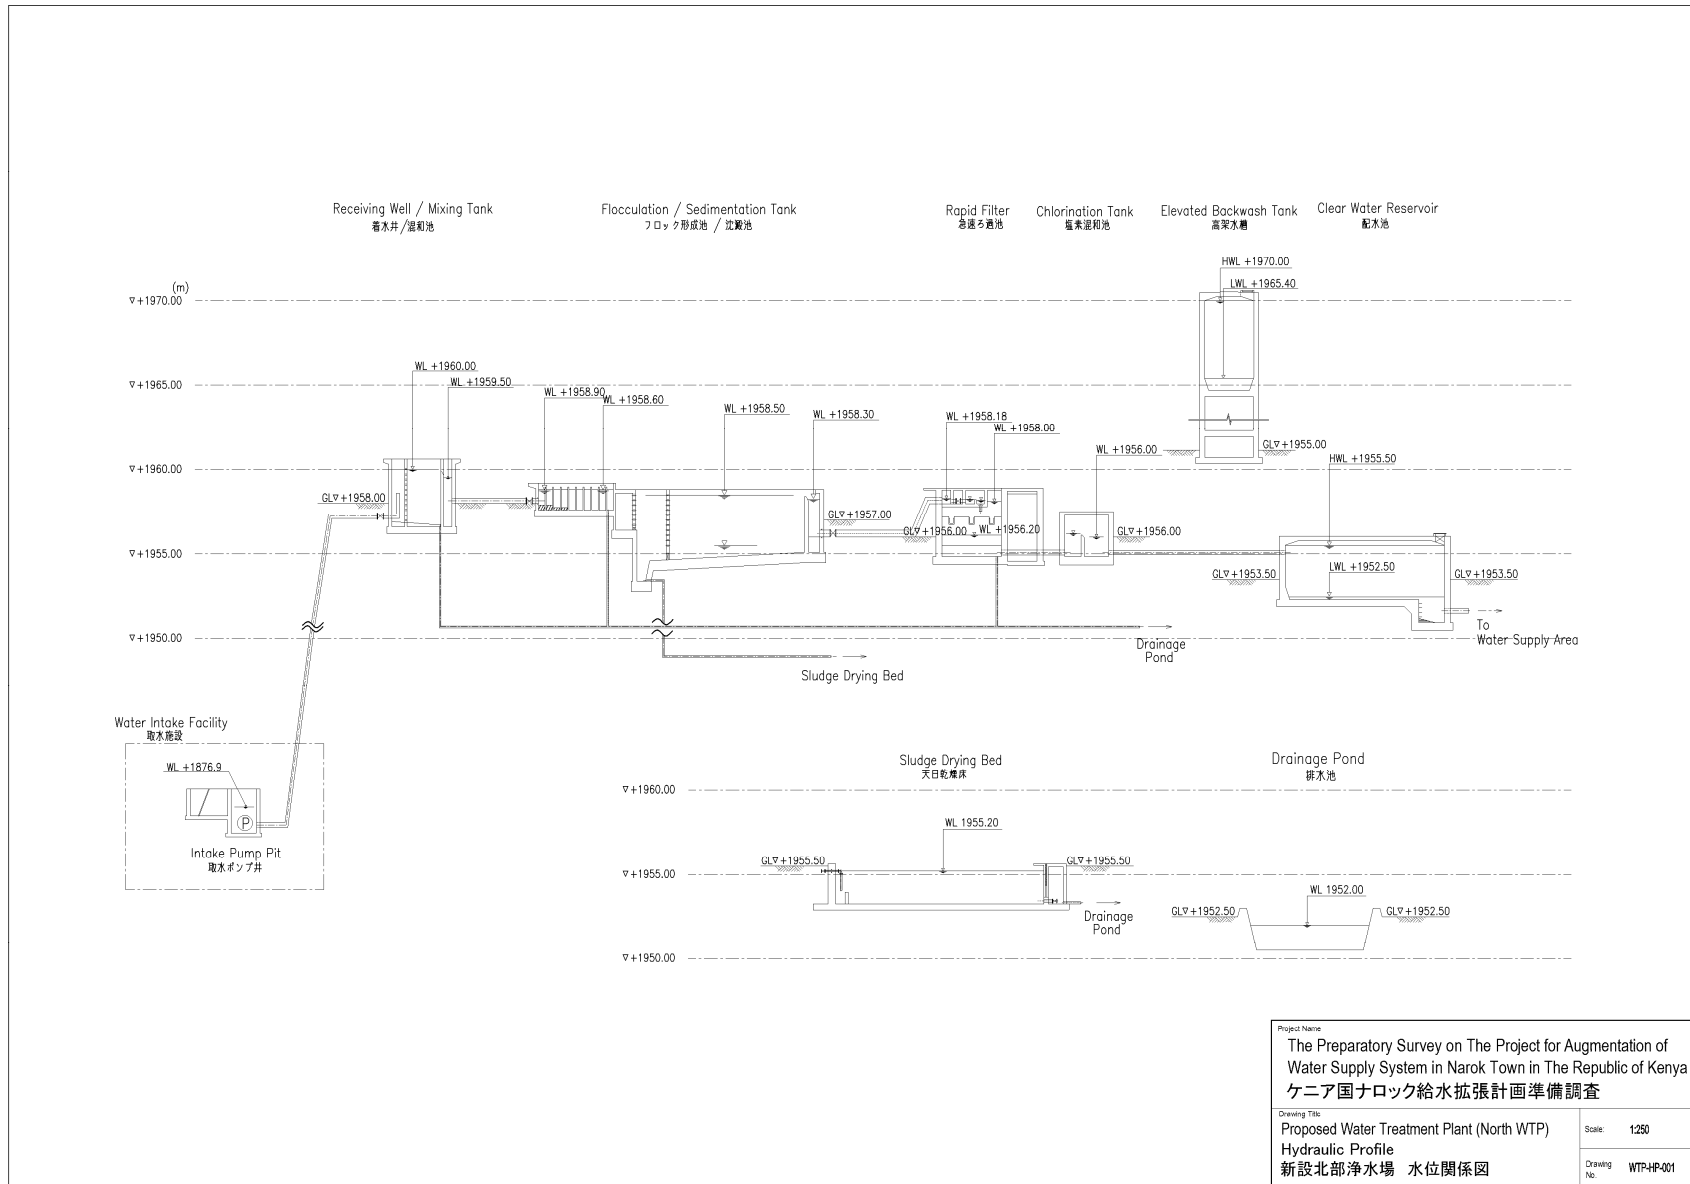 Receiving Well / Mixing Tank
着水井/混和池
Flocculation / Sedimentation Tank
フロック形成池 / 沈殿池
Rapid Filter
急速ろ過池
Chlorination Tank
塩素混和池
Elevated Backwash Tank
高架水槽
Clear Water Reservoir
配水池
(m)
▽+1970.00
▽+1965.00
▽+1960.00
▽+1955.00
▽+1950.00
HWL +1970.00
LWL +1965.40
WL +1960.00
WL +1959.50
WL +1958.90
WL +1958.60
WL +1958.50
WL +1958.30
WL +1958.18
WL +1958.00
WL +1956.00
GL▽+1955.00
HWL +1955.50
GL▽+1958.00
GL▽+1957.00
GL▽+1956.00
WL +1956.20
GL▽+1956.00
GL▽+1953.50
LWL +1952.50
GL▽+1953.50
To
Water Supply Area
Drainage
Pond
Sludge Drying Bed
Water Intake Facility
取水施設
WL +1876.9
P
Intake Pump Pit
取水ポンプ井
Sludge Drying Bed
天日乾燥床
Drainage Pond
排水池
▽+1960.00
▽+1955.00
▽+1950.00
WL 1955.20
GL▽+1955.50
GL▽+1955.50
Drainage
Pond
WL 1952.00
GL▽+1952.50
GL▽+1952.50
Project Name
The Preparatory Survey on The Project for Augmentation of
Water Supply System in Narok Town in The Republic of Kenya
ケニア国ナロック給水拡張計画準備調査
Drawing Title
Proposed Water Treatment Plant (North WTP)
Hydraulic Profile
新設北部浄水場 水位関係図
Scale: 1:250
Drawing
No. WTP-HP-001